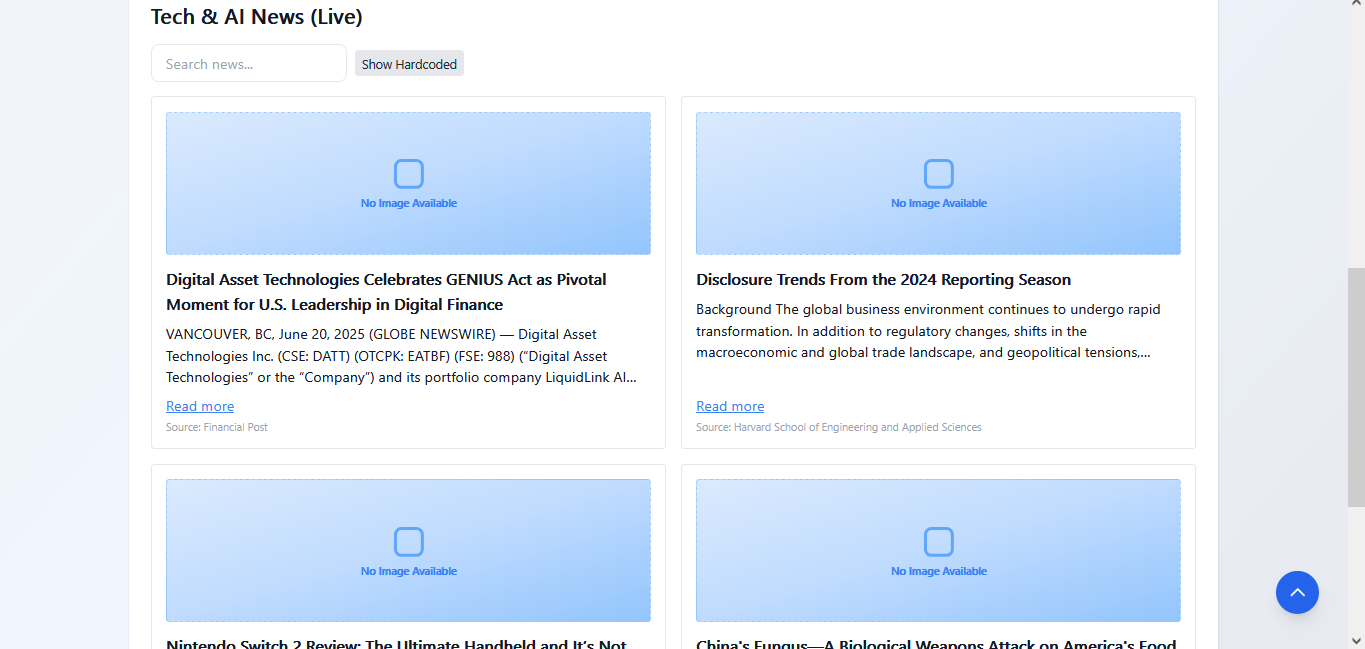 Tech & AI News (Live)
Search news...
Show Hardcoded
No Image Available
Digital Asset Technologies Celebrates GENIUS Act as Pivotal
Moment for U.S. Leadership in Digital Finance
VANCOUVER, BC, June 20, 2025 (GLOBE NEWSWIRE) — Digital Asset
Technologies Inc. (CSE: DATT) (OTCPK: EATBF) (FSE: 988) (“Digital Asset
Technologies” or the “Company”) and its portfolio company LiquidLink AI...
Read more
Source: Financial Post
No Image Available
Disclosure Trends From the 2024 Reporting Season
Background The global business environment continues to undergo rapid
transformation. In addition to regulatory changes, shifts in the
macroeconomic and global trade landscape, and geopolitical tensions,...
Read more
Source: Harvard School of Engineering and Applied Sciences
No Image Available
Nintendo Switch 2 Review: The Ultimate Handheld and It’s Not
No Image Available
China's Fungus—A Biological Weapons Attack on America's Food